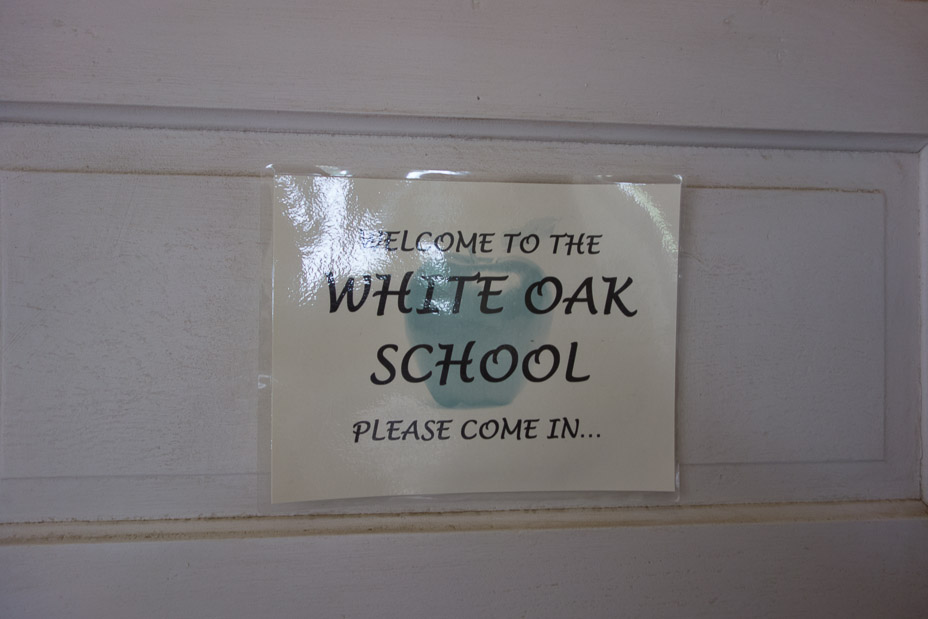 WELCOME TO THE
WHITE OAK
SCHOOL
PLEASE COME IN...